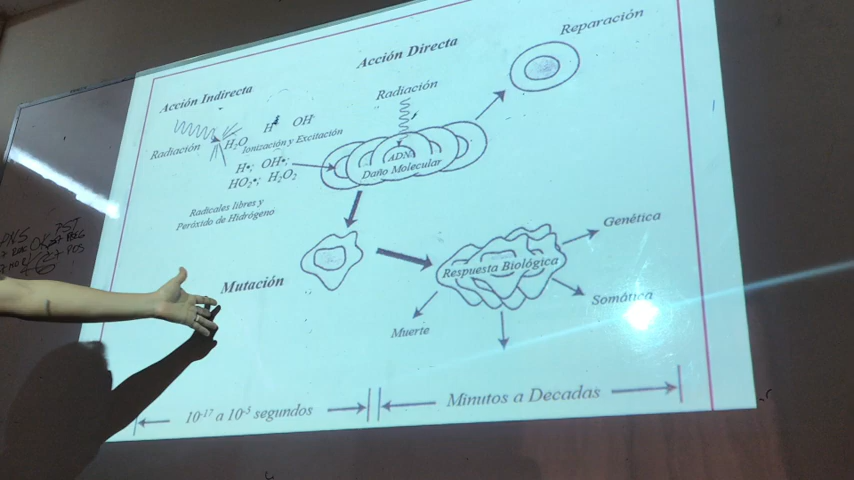 Reparación
Acción Directa
Acción Indirecta
Radiación
H OH
Radiación
H₂O
Ionización y Excitación
H•; OH•;
HO₂•; H₂O₂
ADN
Daño Molecular
Radicales libres y
Peróxido de Hidrógeno
Genética
Respuesta Biológica
Mutación
Somática
Muerte
10⁻¹⁷ a 10⁻⁵ segundos
Minutos a Decadas